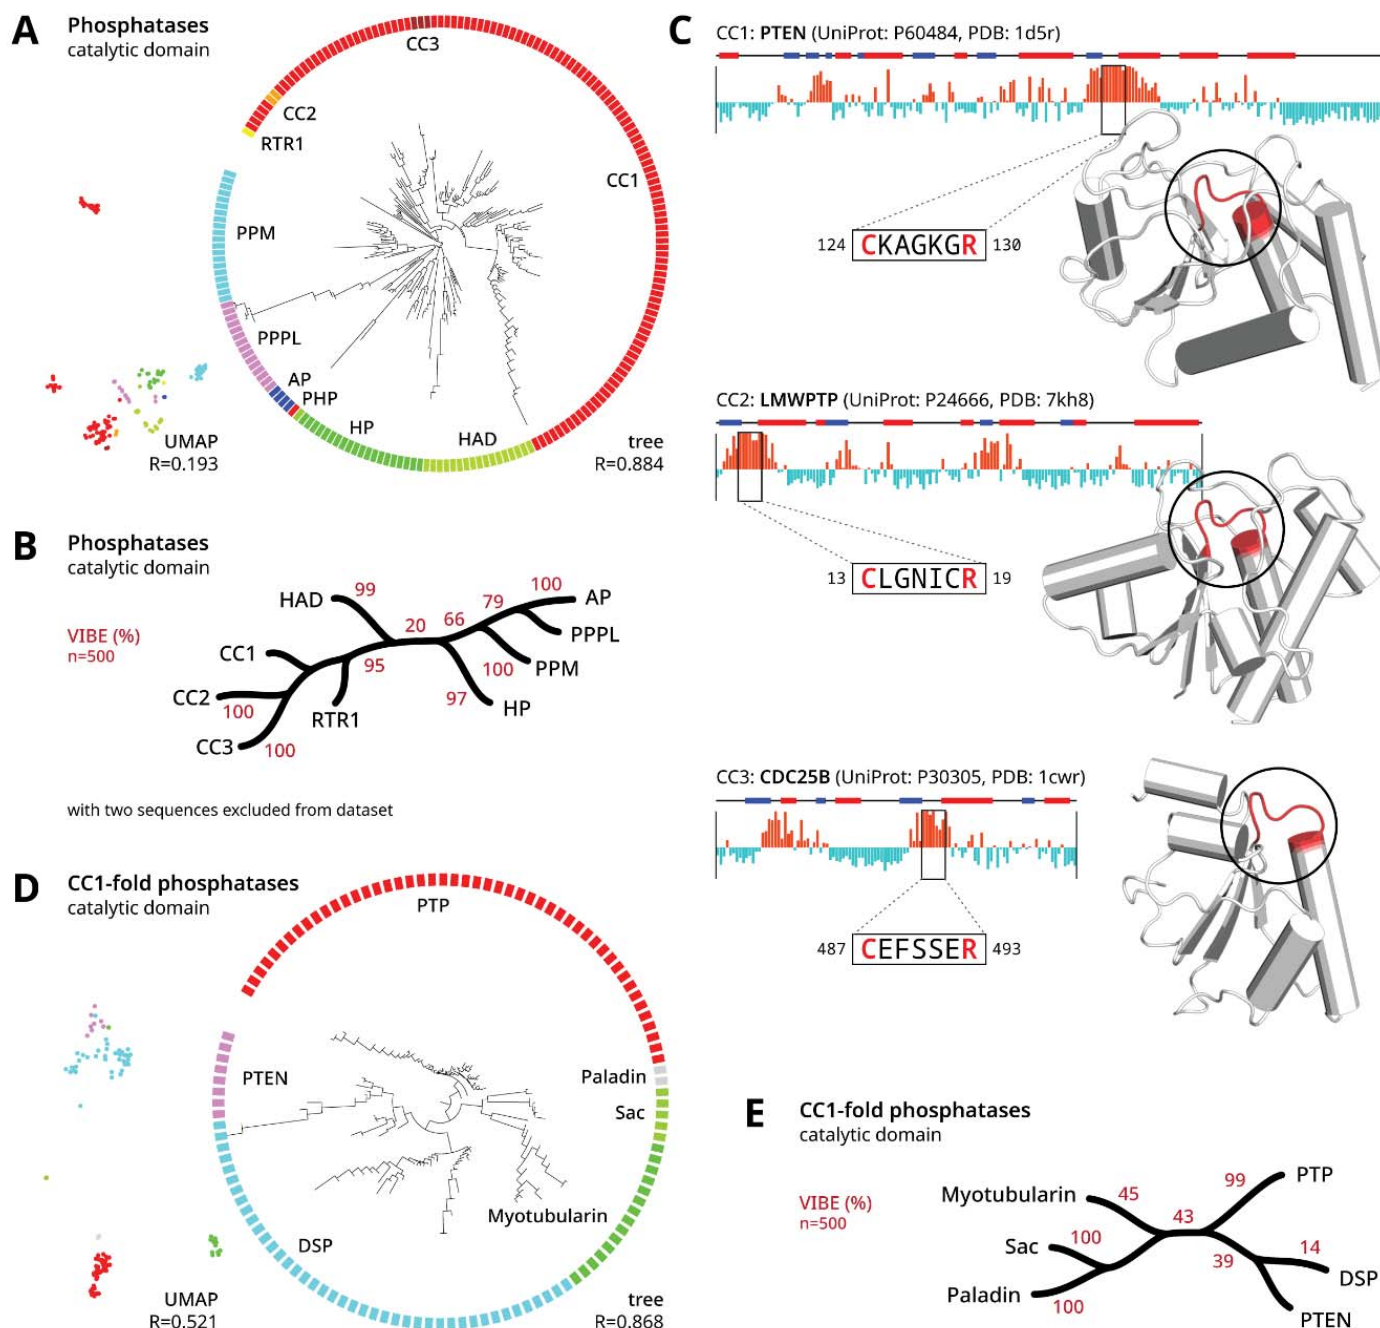 A
Phosphatases
catalytic domain
CC3
CC2
RTR1
CC1
PPM
PPPL
AP
PHP
HP
HAD
UMAP
R=0.193
tree
R=0.884
B
Phosphatases
catalytic domain
VIBE (%)
n=500
HAD
99
20
66
79
100
AP
PPPL
CC1
95
100
PPM
CC2
100
RTR1
97
HP
CC3
100
with two sequences excluded from dataset
C
CC1: PTEN (UniProt: P60484, PDB: 1d5r)
124 CKAGKGR 130
CC2: LMWPTP (UniProt: P24666, PDB: 7kh8)
13 CLGNICR 19
CC3: CDC25B (UniProt: P30305, PDB: 1cwr)
487 CEFSSER 493
D
CC1-fold phosphatases
catalytic domain
PTP
PTEN
Paladin
Sac
Myotubularin
DSP
UMAP
R=0.521
tree
R=0.868
E
CC1-fold phosphatases
catalytic domain
VIBE (%)
n=500
Myotubularin
45
43
99
PTP
Sac
100
39
14
DSP
Paladin
100
PTEN